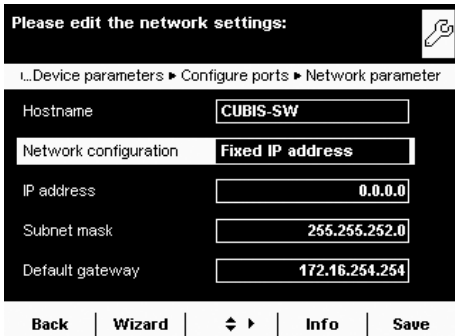 Please edit the network settings:
...Device parameters ▸ Configure ports ▸ Network parameter
Hostname CUBIS-SW
Network configuration Fixed IP address
IP address 0.0.0.0
Subnet mask 255.255.252.0
Default gateway 172.16.254.254
Back Wizard Info Save